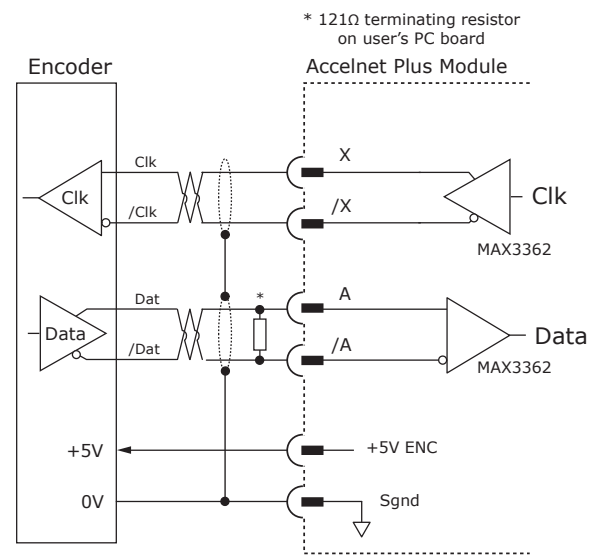 * 121Ω terminating resistor
on user's PC board
Encoder
Accelnet Plus Module
Clk
X
Clk
Clk
/Clk
/X
MAX3362
Dat
*
A
Data
Data
/Dat
/A
MAX3362
+5V
+5V ENC
0V
Sgnd